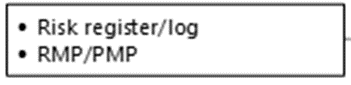 • Risk register/log
• RMP/PMP